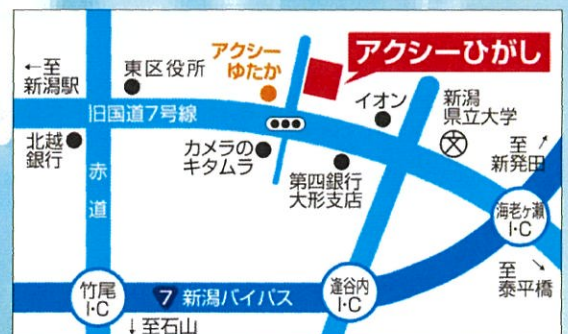 ←至
新潟駅
東区役所
アクシー
ゆたか
アクシーひがし
イオン
新潟
県立大学
旧国道7号線
北越
銀行
カメラの
キタムラ
第四銀行
大形支店
文
至↗
新発田
赤道
海老ヶ瀬
I・C
竹尾
I・C
7 新潟バイパス
逢谷内
I・C
至↘
泰平橋
↓至石山